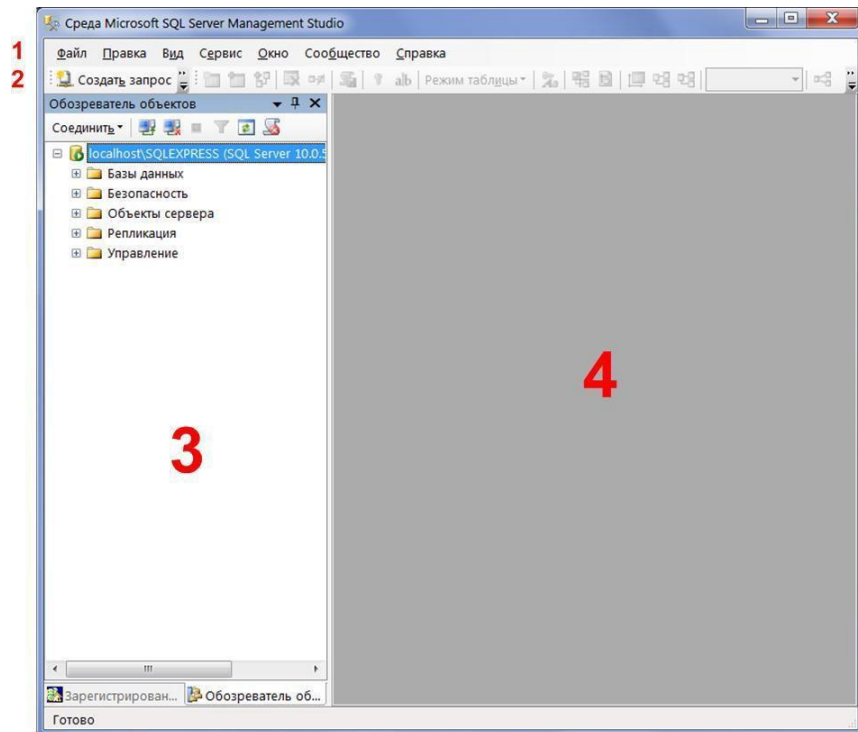 Среда Microsoft SQL Server Management Studio
1
Файл Правка Вид Сервис Окно Сообщество Справка
2
Создать запрос ab Режим таблицы
Обозреватель объектов
Соединить
localhost\SQLEXPRESS (SQL Server 10.0.5
Базы данных
Безопасность
Объекты сервера
Репликация
Управление
3
4
Зарегистрирован... Обозреватель об...
Готово